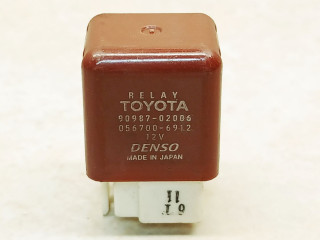 RELAY
TOYOTA
90987-02006
056700-6912
12V
DENSO
MADE IN JAPAN